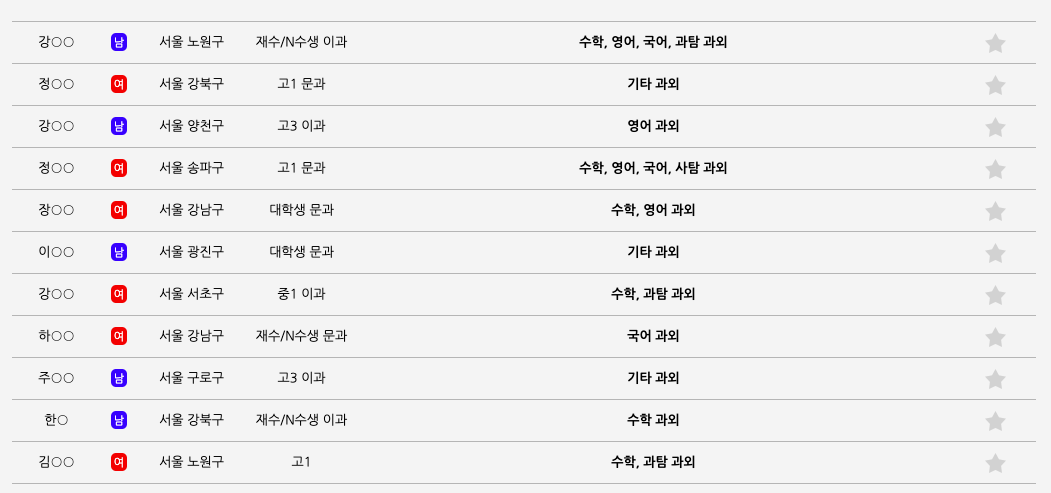 강○○ 남 서울 노원구 재수/N수생 이과 수학, 영어, 국어, 과탐 과외
정○○ 여 서울 강북구 고1 문과 기타 과외
강○○ 남 서울 양천구 고3 이과 영어 과외
정○○ 여 서울 송파구 고1 문과 수학, 영어, 국어, 사탐 과외
장○○ 여 서울 강남구 대학생 문과 수학, 영어 과외
이○○ 남 서울 광진구 대학생 문과 기타 과외
강○○ 여 서울 서초구 중1 이과 수학, 과탐 과외
하○○ 여 서울 강남구 재수/N수생 문과 국어 과외
주○○ 남 서울 구로구 고3 이과 기타 과외
한○ 남 서울 강북구 재수/N수생 이과 수학 과외
김○○ 여 서울 노원구 고1 수학, 과탐 과외